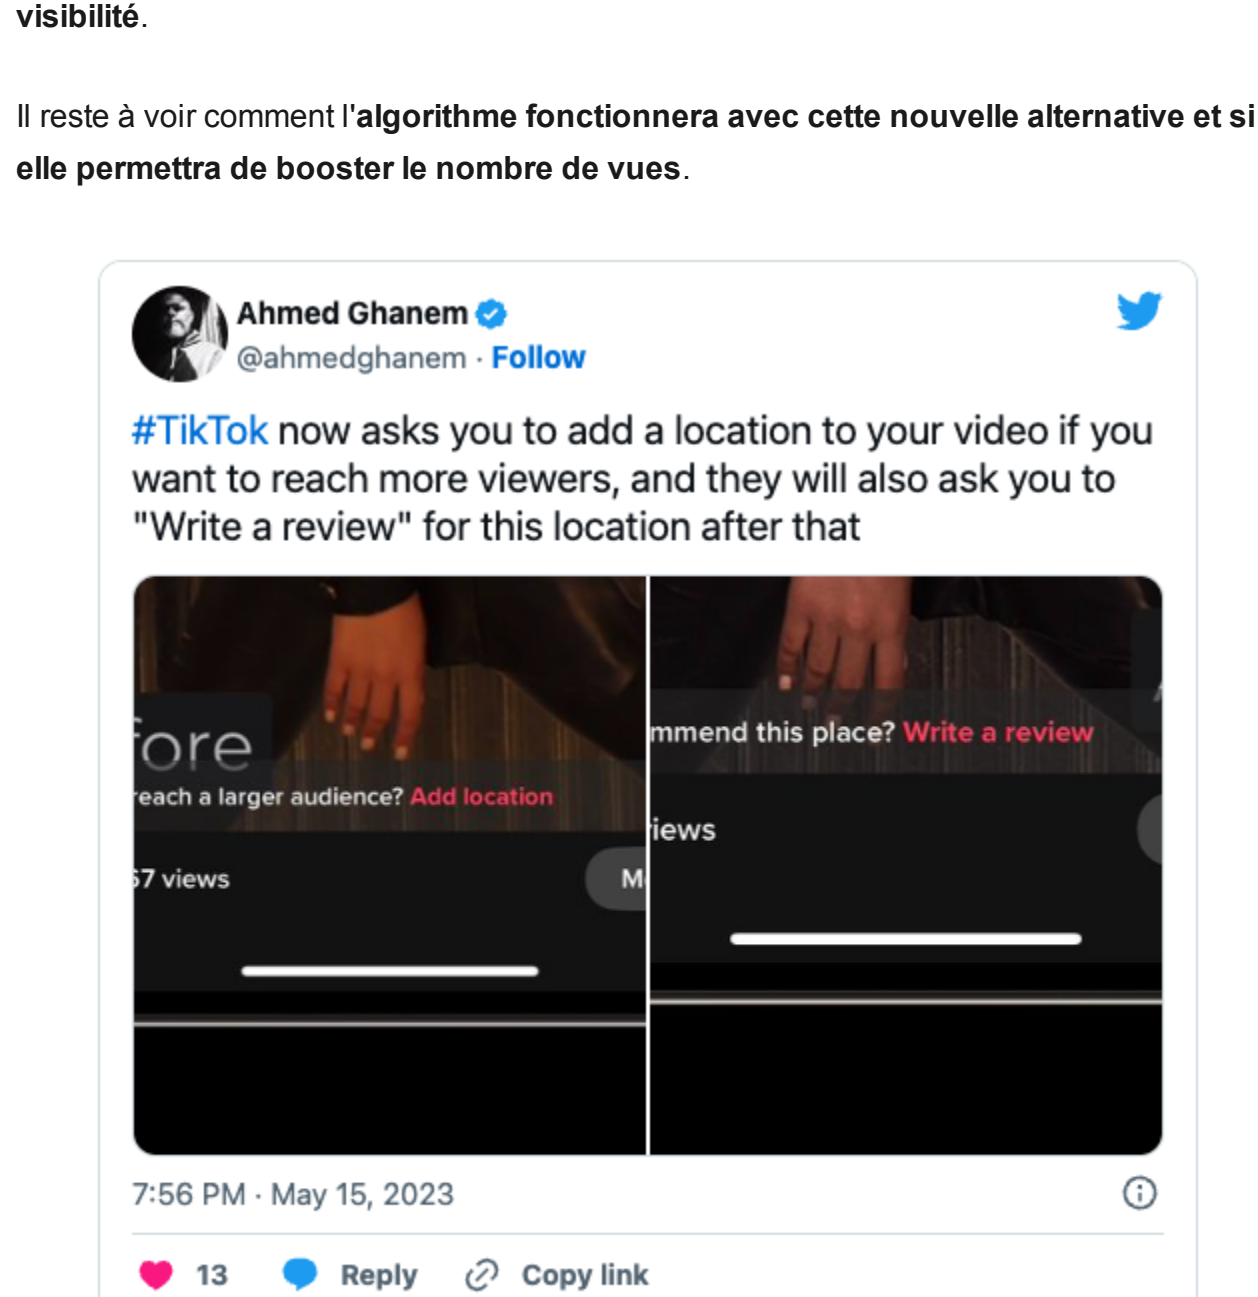 visibilité.
Il reste à voir comment l'algorithme fonctionnera avec cette nouvelle alternative et si
elle permettra de booster le nombre de vues.
Ahmed Ghanem
@ahmedghanem · Follow
#TikTok now asks you to add a location to your video if you
want to reach more viewers, and they will also ask you to
"Write a review" for this location after that
fore
reach a larger audience? Add location
67 views
M
mmend this place? Write a review
iews
7:56 PM · May 15, 2023
13 Reply Copy link